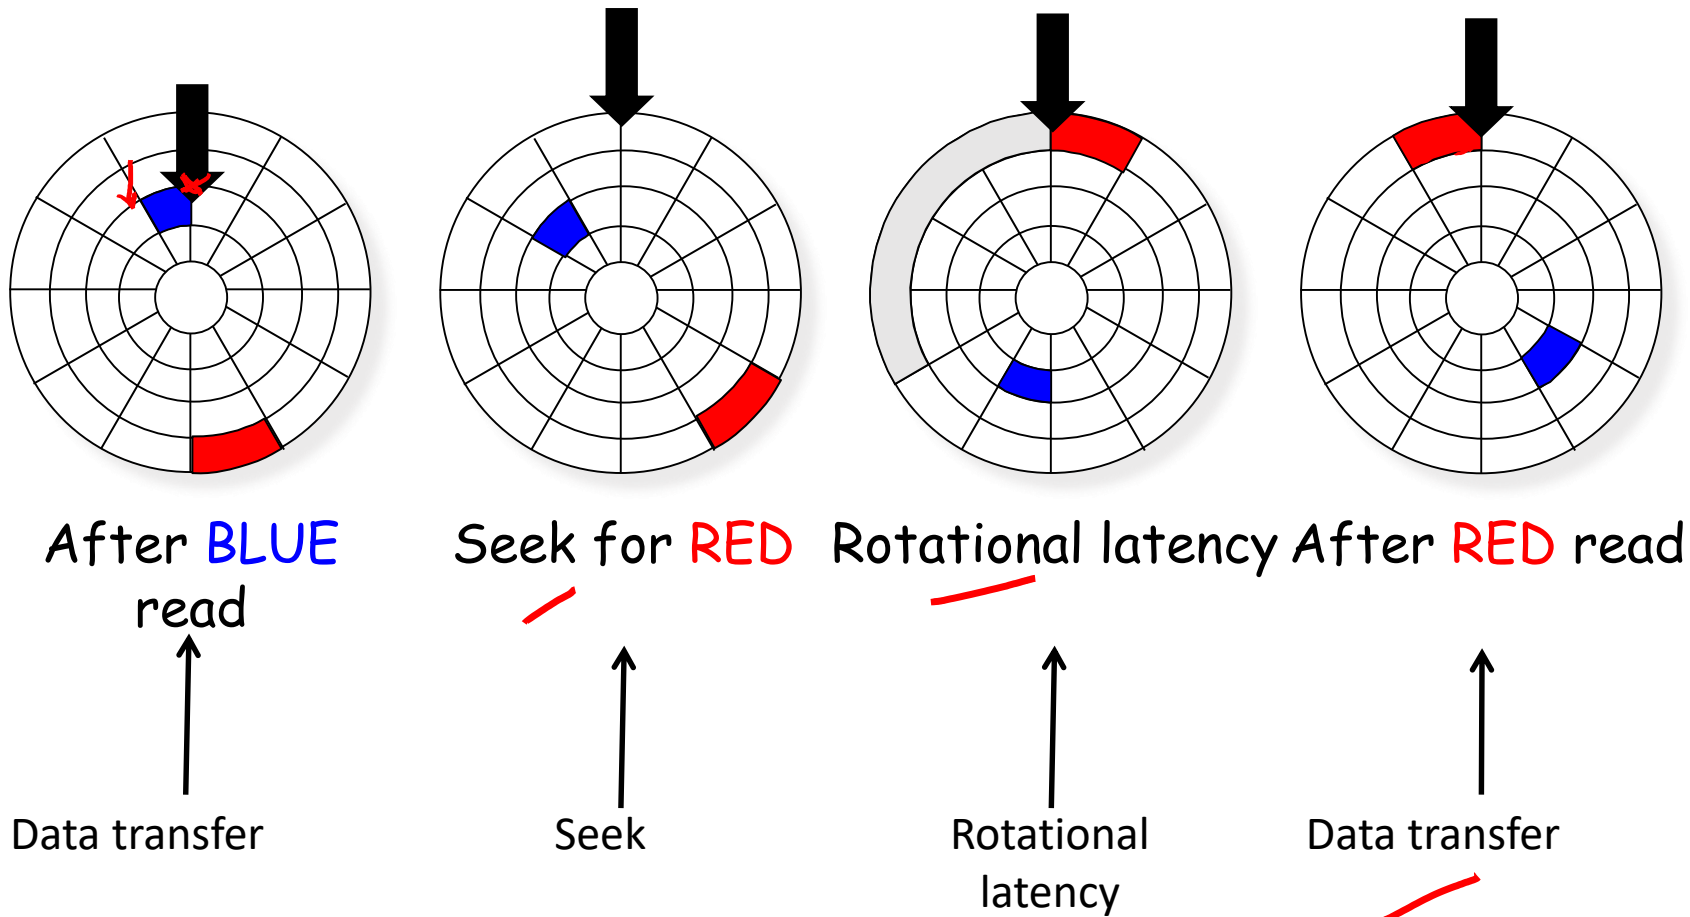 After BLUE
read
Seek for RED
Rotational latency
After RED read
Data transfer
Seek
Rotational
latency
Data transfer